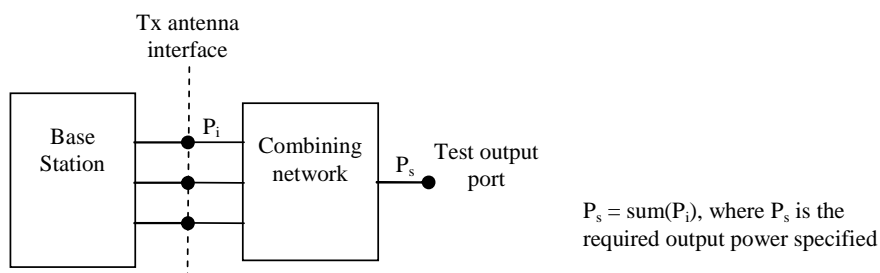 Tx antenna
interface
Base
Station
P_i
Combining
network
P_s
Test output
port
P_s = sum(P_i), where P_s is the
required output power specified